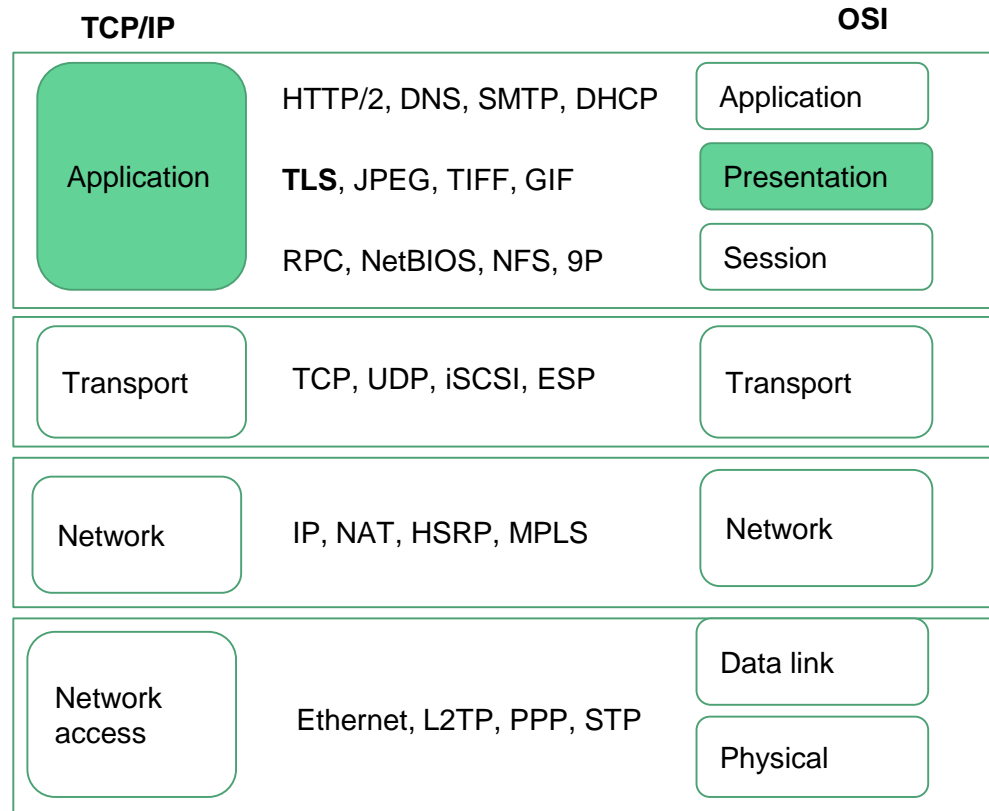 TCP/IP
OSI
Application
HTTP/2, DNS, SMTP, DHCP
Application
TLS, JPEG, TIFF, GIF
Presentation
RPC, NetBIOS, NFS, 9P
Session
Transport
TCP, UDP, iSCSI, ESP
Transport
Network
IP, NAT, HSRP, MPLS
Network
Network
access
Ethernet, L2TP, PPP, STP
Data link
Physical